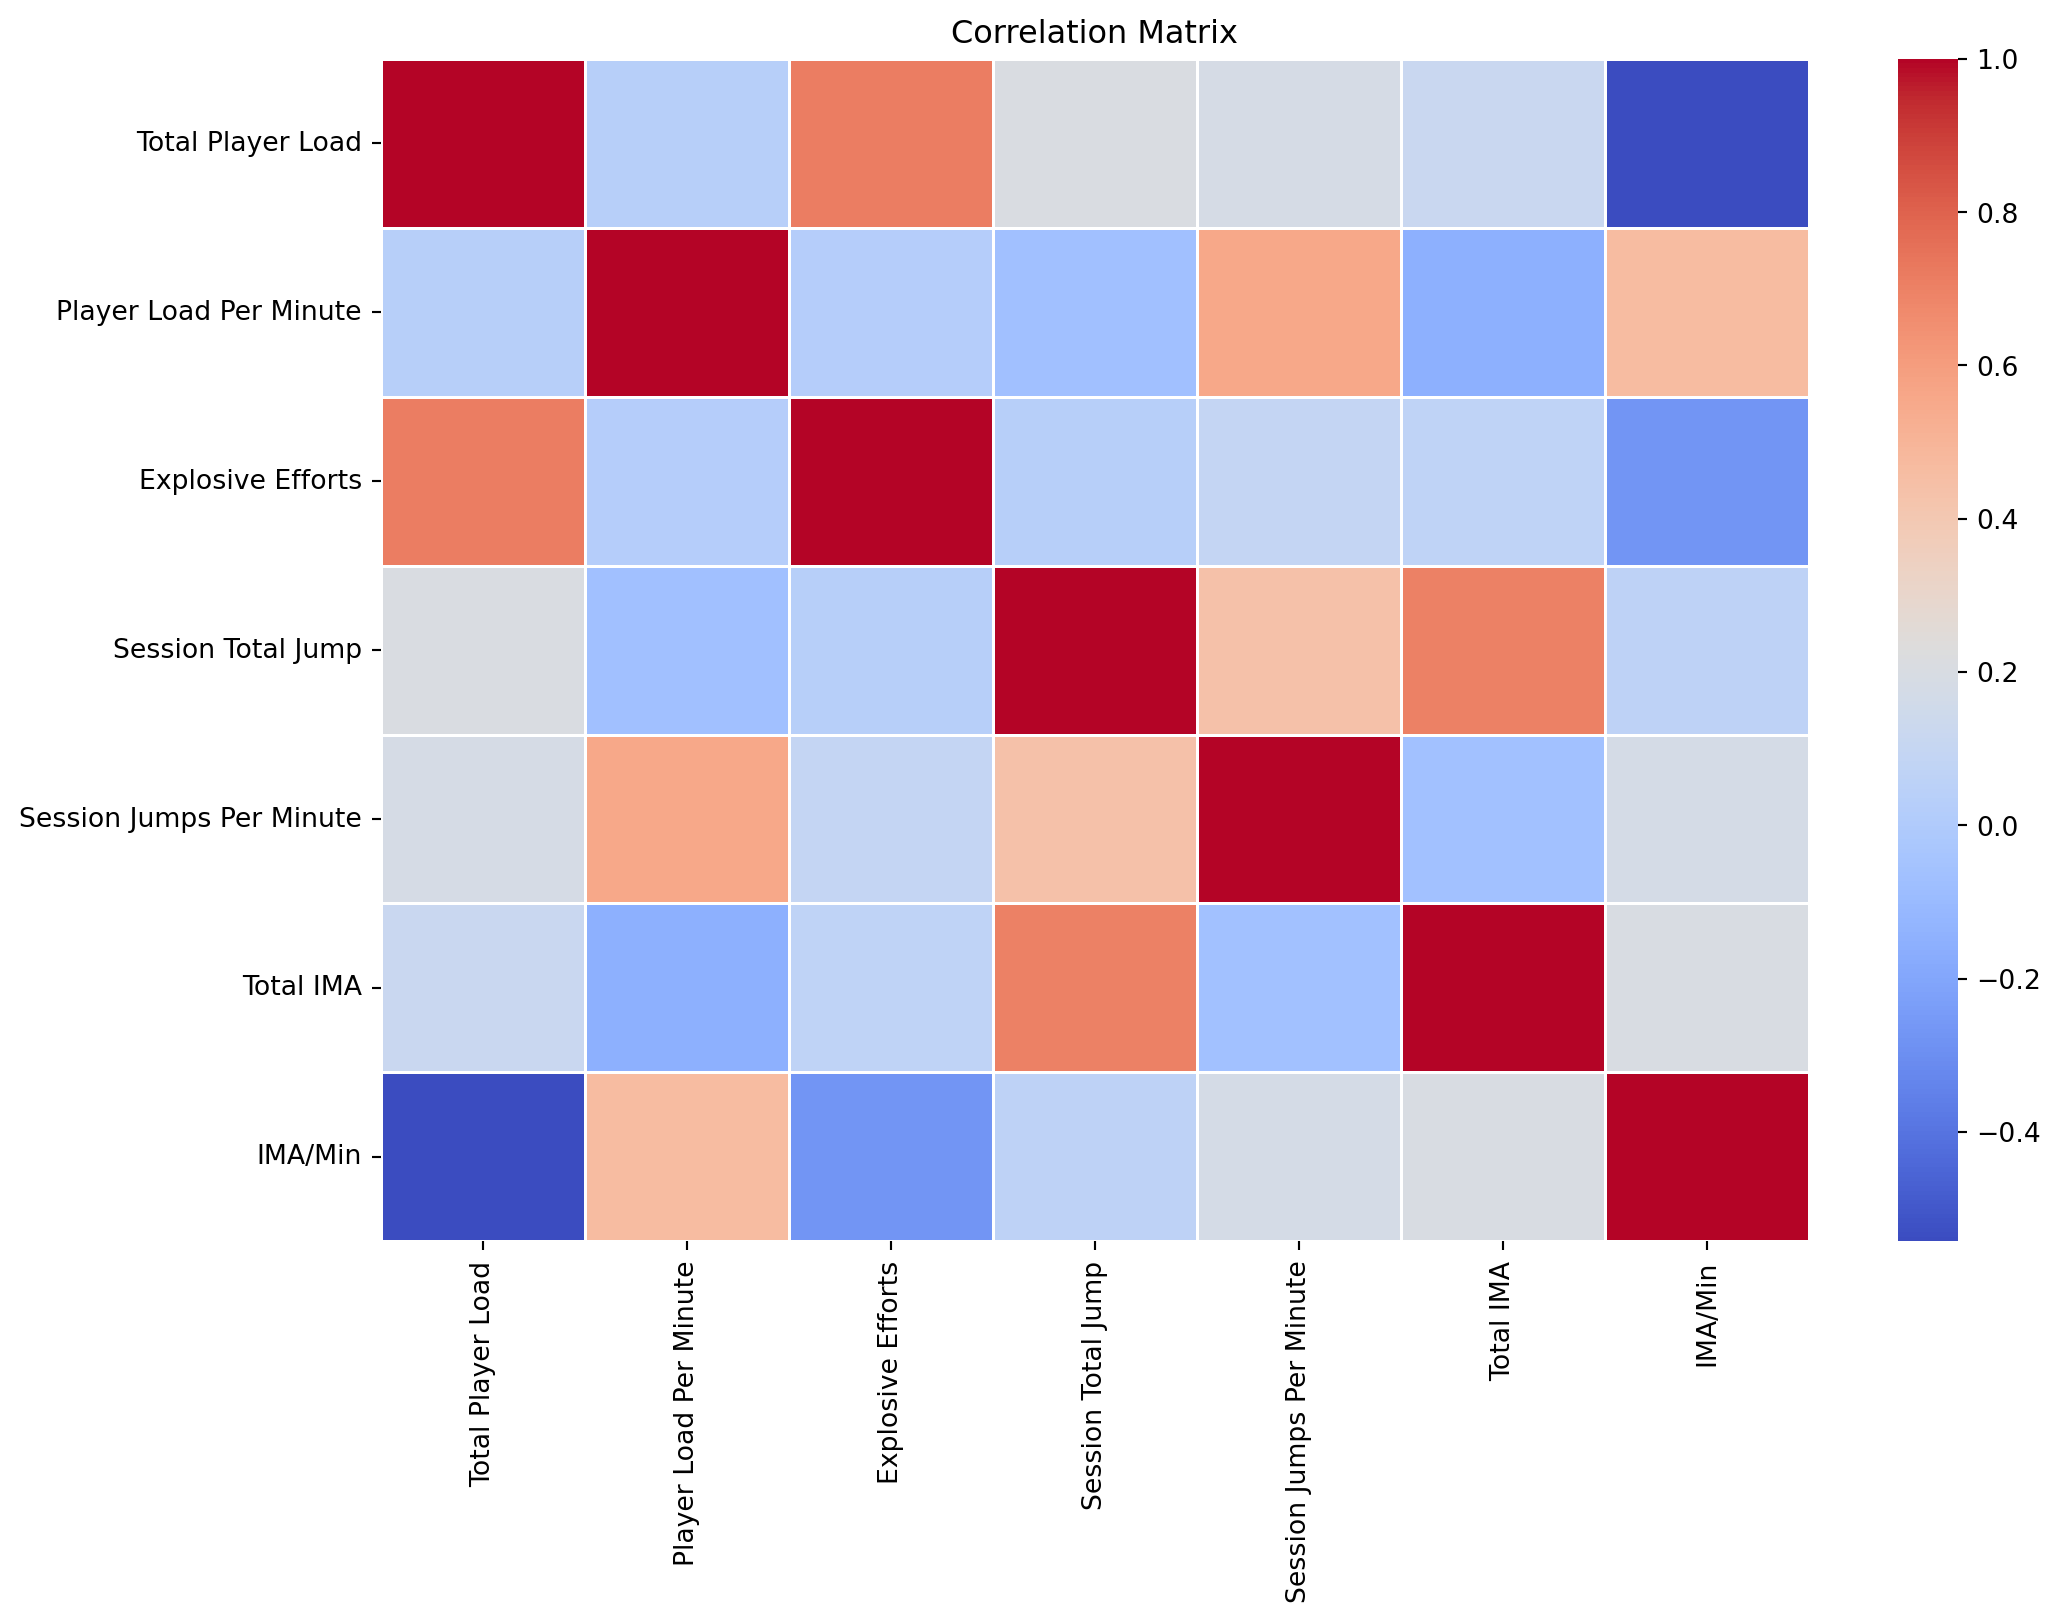 Correlation Matrix
Total Player Load
Player Load Per Minute
Explosive Efforts
Session Total Jump
Session Jumps Per Minute
Total IMA
IMA/Min
Total Player Load
Player Load Per Minute
Explosive Efforts
Session Total Jump
Session Jumps Per Minute
Total IMA
IMA/Min
1.0
0.8
0.6
0.4
0.2
0.0
−0.2
−0.4